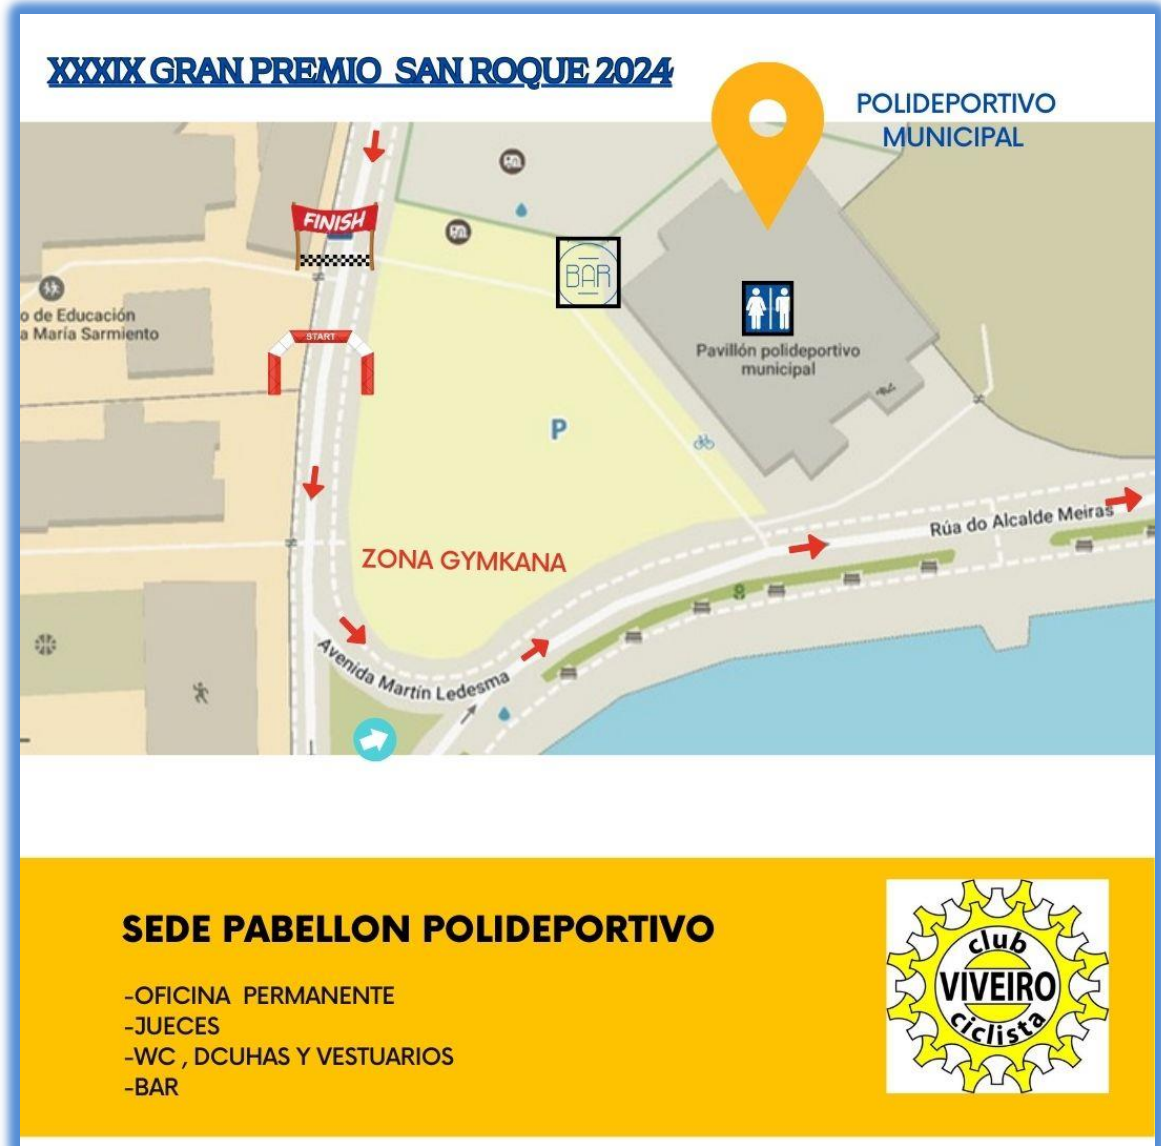 XXXIX GRAN PREMIO SAN ROQUE 2024
POLIDEPORTIVO
MUNICIPAL
FINISH
BAR
o de Educación
a María Sarmiento
START
Pavillón polideportivo
municipal
P
Rúa do Alcalde Meiras
ZONA GYMKANA
Avenida Martín Ledesma
SEDE PABELLON POLIDEPORTIVO
-OFICINA PERMANENTE
-JUECES
-WC , DCUHAS Y VESTUARIOS
-BAR
club
VIVEIRO
ciclista